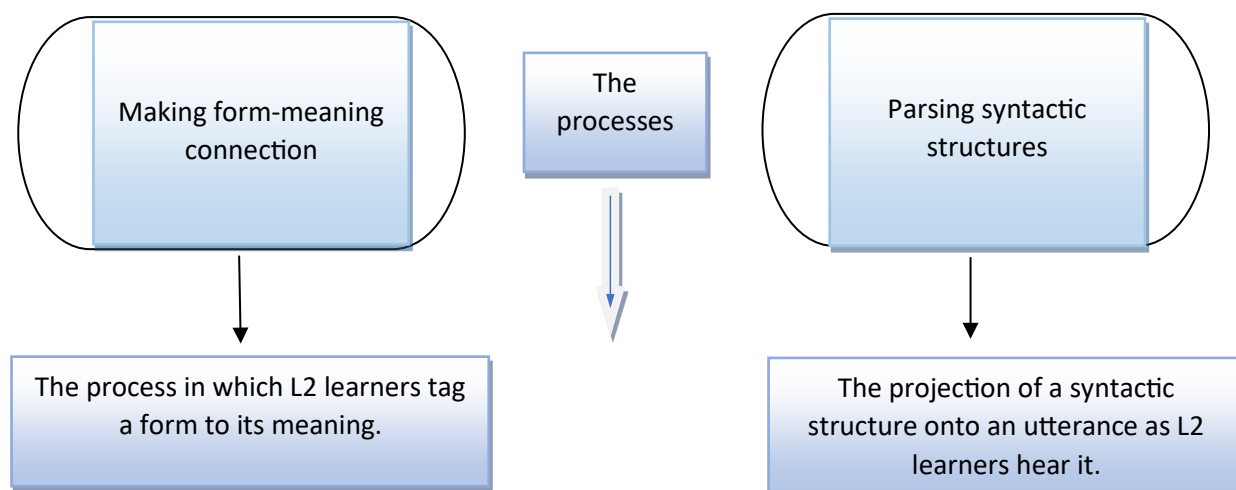 Making form-meaning
connection
The
processes
Parsing syntactic
structures
The process in which L2 learners tag
a form to its meaning.
The projection of a syntactic
structure onto an utterance as L2
learners hear it.